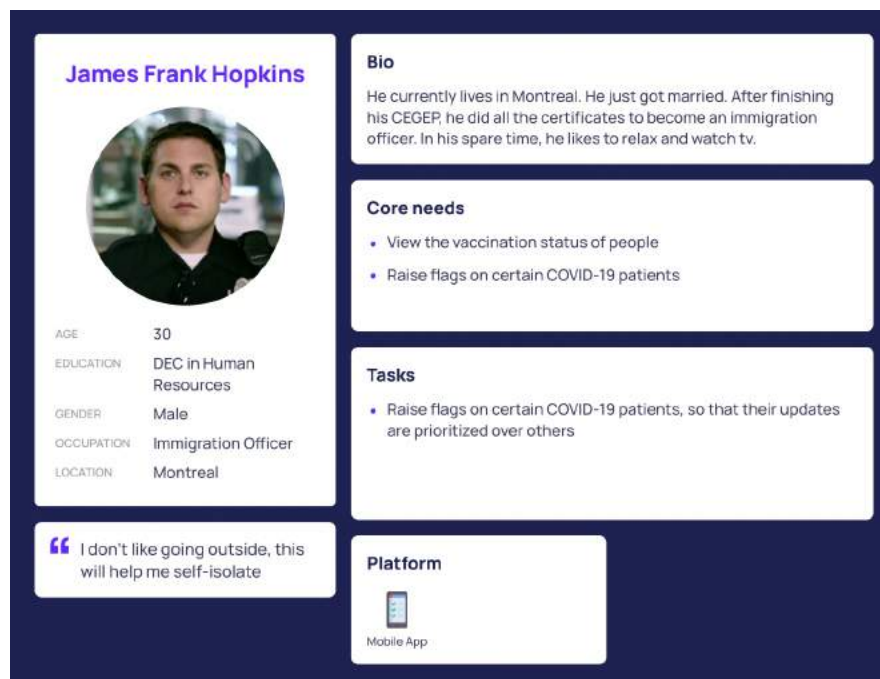 James Frank Hopkins
AGE 30
EDUCATION DEC in Human
Resources
GENDER Male
OCCUPATION Immigration Officer
LOCATION Montreal
I don't like going outside, this
will help me self-isolate
Bio
He currently lives in Montreal. He just got married. After finishing
his CEGEP, he did all the certificates to become an immigration
officer. In his spare time, he likes to relax and watch tv.
Core needs
• View the vaccination status of people
• Raise flags on certain COVID-19 patients
Tasks
• Raise flags on certain COVID-19 patients, so that their updates
are prioritized over others
Platform
Mobile App